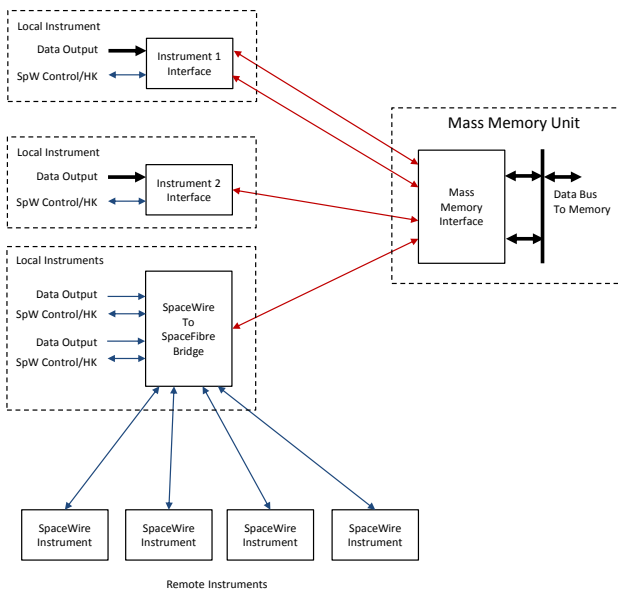 Local Instrument
Data Output
SpW Control/HK
Instrument 1
Interface
Local Instrument
Data Output
SpW Control/HK
Instrument 2
Interface
Mass Memory Unit
Mass
Memory
Interface
Data Bus
To Memory
Local Instruments
Data Output
SpW Control/HK
Data Output
SpW Control/HK
SpaceWire
To
SpaceFibre
Bridge
SpaceWire
Instrument
SpaceWire
Instrument
SpaceWire
Instrument
SpaceWire
Instrument
Remote Instruments